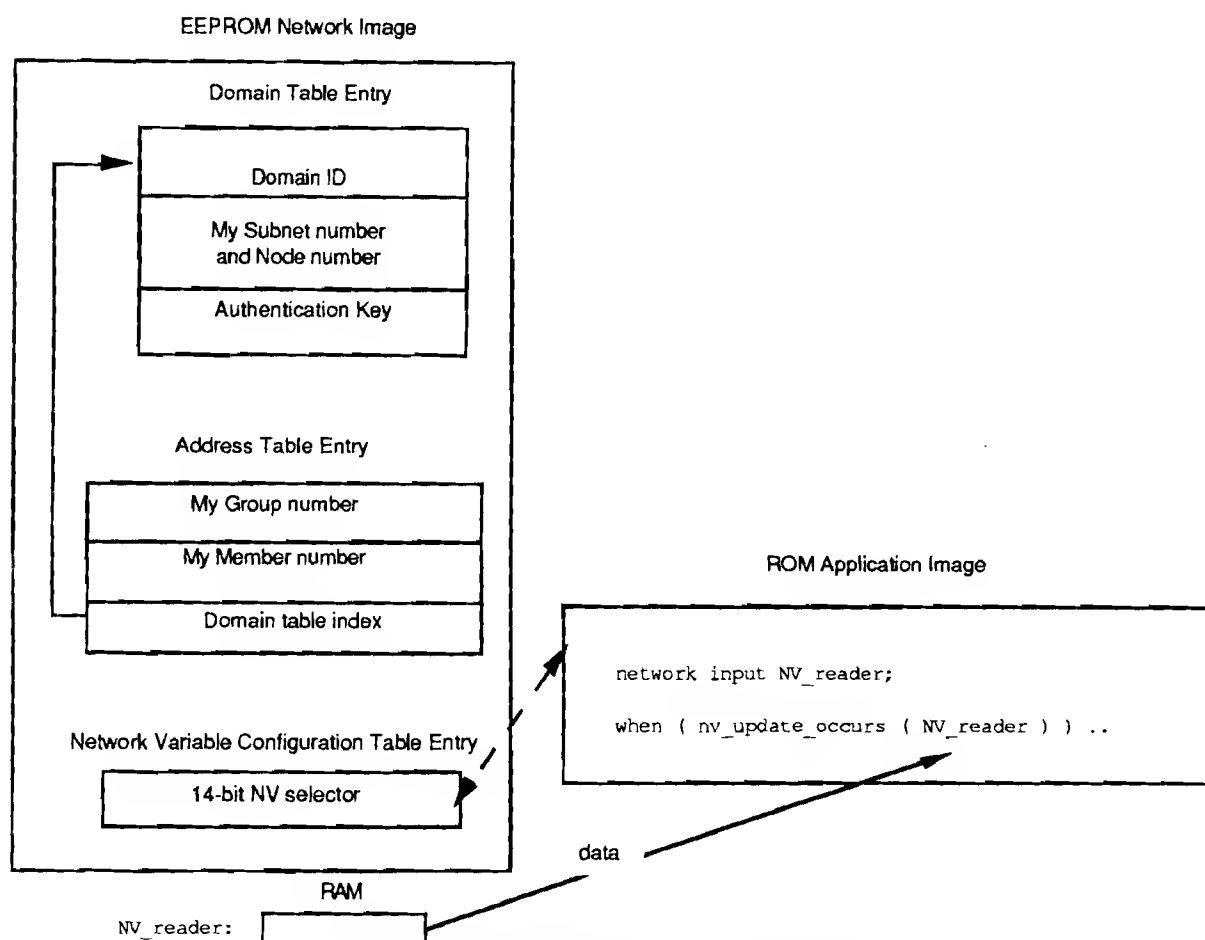 EEPROM Network Image
Domain Table Entry
Domain ID
My Subnet number
and Node number
Authentication Key
Address Table Entry
My Group number
My Member number
Domain table index
Network Variable Configuration Table Entry
14-bit NV selector
ROM Application Image
network input NV_reader;
when ( nv_update_occurs ( NV_reader ) ) ..
data
RAM
NV_reader: